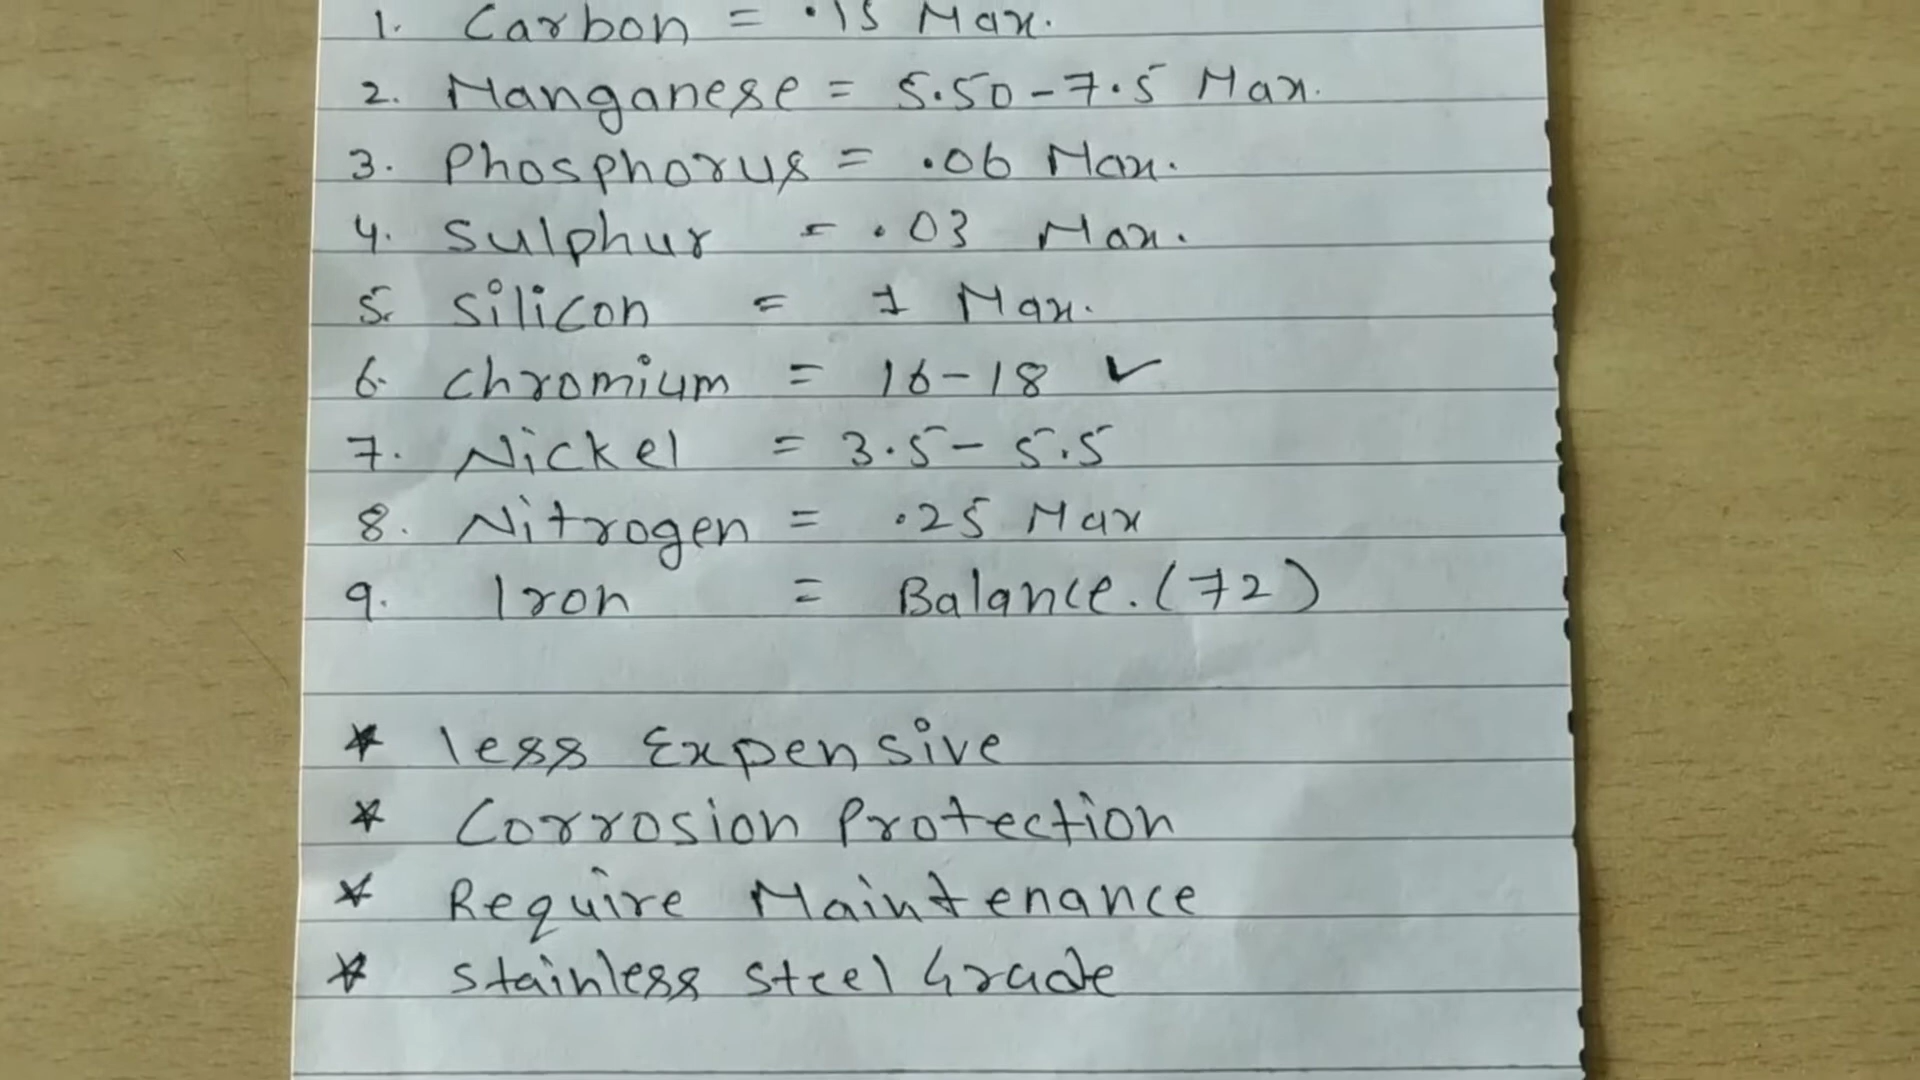 1. Carbon = .15 Max.
2. Manganese = 5.50-7.5 Max.
3. Phosphorus = .06 Max.
4. Sulphur = .03 Max.
5. Silicon = 1 Max.
6. Chromium = 16-18 ✓
7. Nickel = 3.5-5.5
8. Nitrogen = .25 Max
9. Iron = Balance.(72)
* less Expensive
* Corrosion Protection
* Require Maintenance
* Stainless Steel Grade